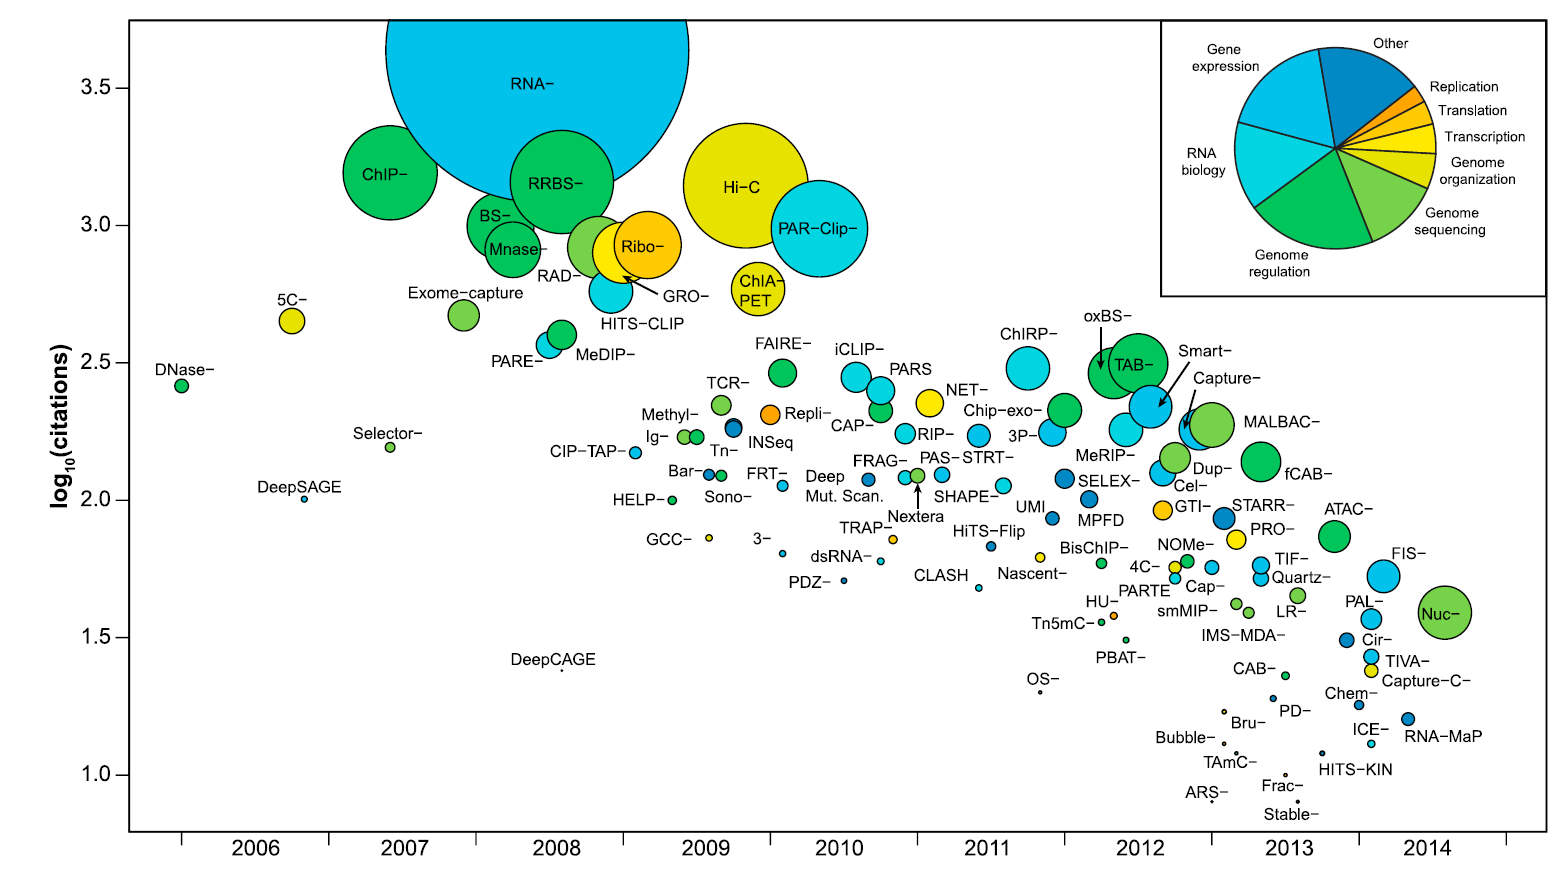 3.5
3.0
2.5
2.0
1.5
1.0
log10(citations)
2006
2007
2008
2009
2010
2011
2012
2013
2014
Gene
expression
Other
Replication
Translation
Transcription
Genome
organization
Genome
sequencing
Genome
regulation
RNA
biology
RNA−
ChIP−
RRBS−
BS−
Mnase−
RAD−
Ribo−
GRO−
HITS−CLIP
Hi−C
PAR−Clip−
ChIA−
PET
5C−
Exome−capture
PARE−
MeDIP−
DNase−
Selector−
DeepSAGE
DeepCAGE
FAIRE−
TCR−
Repli−
Methyl−
Ig−
Tn−
INSeq
CIP−TAP−
Bar−
Sono−
HELP−
GCC−
FRT−
3−
iCLIP−
PARS
CAP−
NET−
RIP−
FRAG−
PAS−
STRT−
Deep
Mut. Scan.
Nextera
SHAPE−
TRAP−
dsRNA−
PDZ−
CLASH
HiTS−Flip
Nascent−
ChIRP−
Chip−exo−
3P−
UMI
oxBS−
TAB−
Smart−
Capture−
MALBAC−
MeRIP−
Dup−
Cel−
fCAB−
SELEX−
MPFD
GTI−
STARR−
PRO−
ATAC−
BisChIP−
NOMe−
4C−
PARTE
Cap−
TIF−
Quartz−
FIS−
HU−
Tn5mC−
PBAT−
smMIP−
IMS−MDA−
LR−
PAL−
Nuc−
Cir−
TIVA−
Capture−C−
OS−
CAB−
PD−
Chem−
RNA−MaP
Bru−
Bubble−
TAmC−
ICE−
HITS−KIN
Frac−
ARS−
Stable−